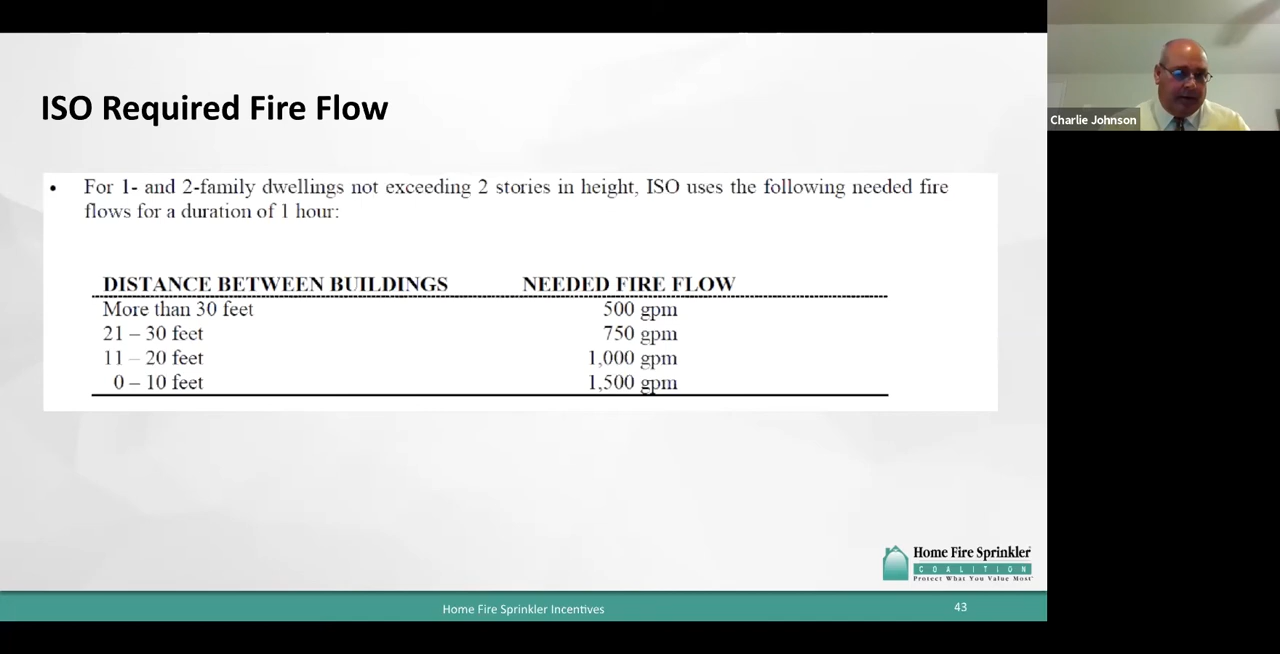 ISO Required Fire Flow
Charlie Johnson
• For 1- and 2-family dwellings not exceeding 2 stories in height, ISO uses the following needed fire
flows for a duration of 1 hour:
DISTANCE BETWEEN BUILDINGS NEEDED FIRE FLOW
More than 30 feet 500 gpm
21 – 30 feet 750 gpm
11 – 20 feet 1,000 gpm
0 – 10 feet 1,500 gpm
Home Fire Sprinkler
COALITION
Protect What You Value Most
Home Fire Sprinkler Incentives
43